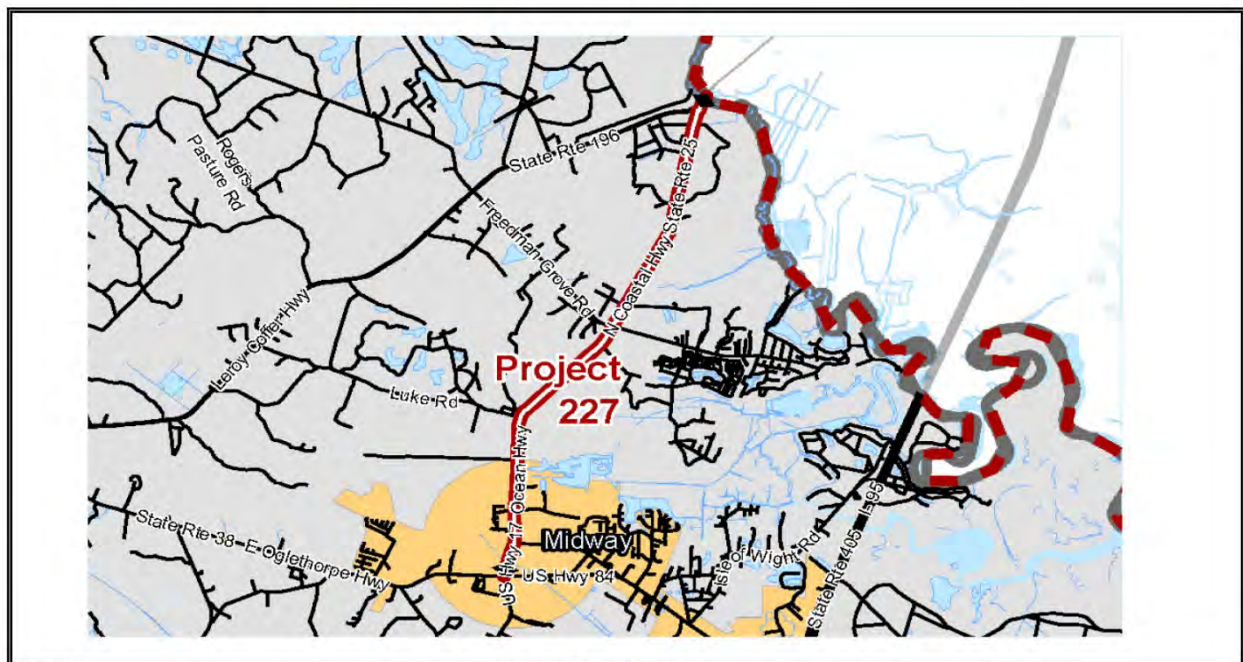 State Rte 196
Rogers
Pasture Rd
N Coastal Hwy State Rte 25
Freedman Grove Rd
Leroy Coffer Hwy
Project
227
Luke Rd
US Hwy 17 Ocean Hwy
State Rte 38 E Oglethorpe Hwy
Midway
US Hwy 84
Isle of Wight Rd
State Rte 405 I-95